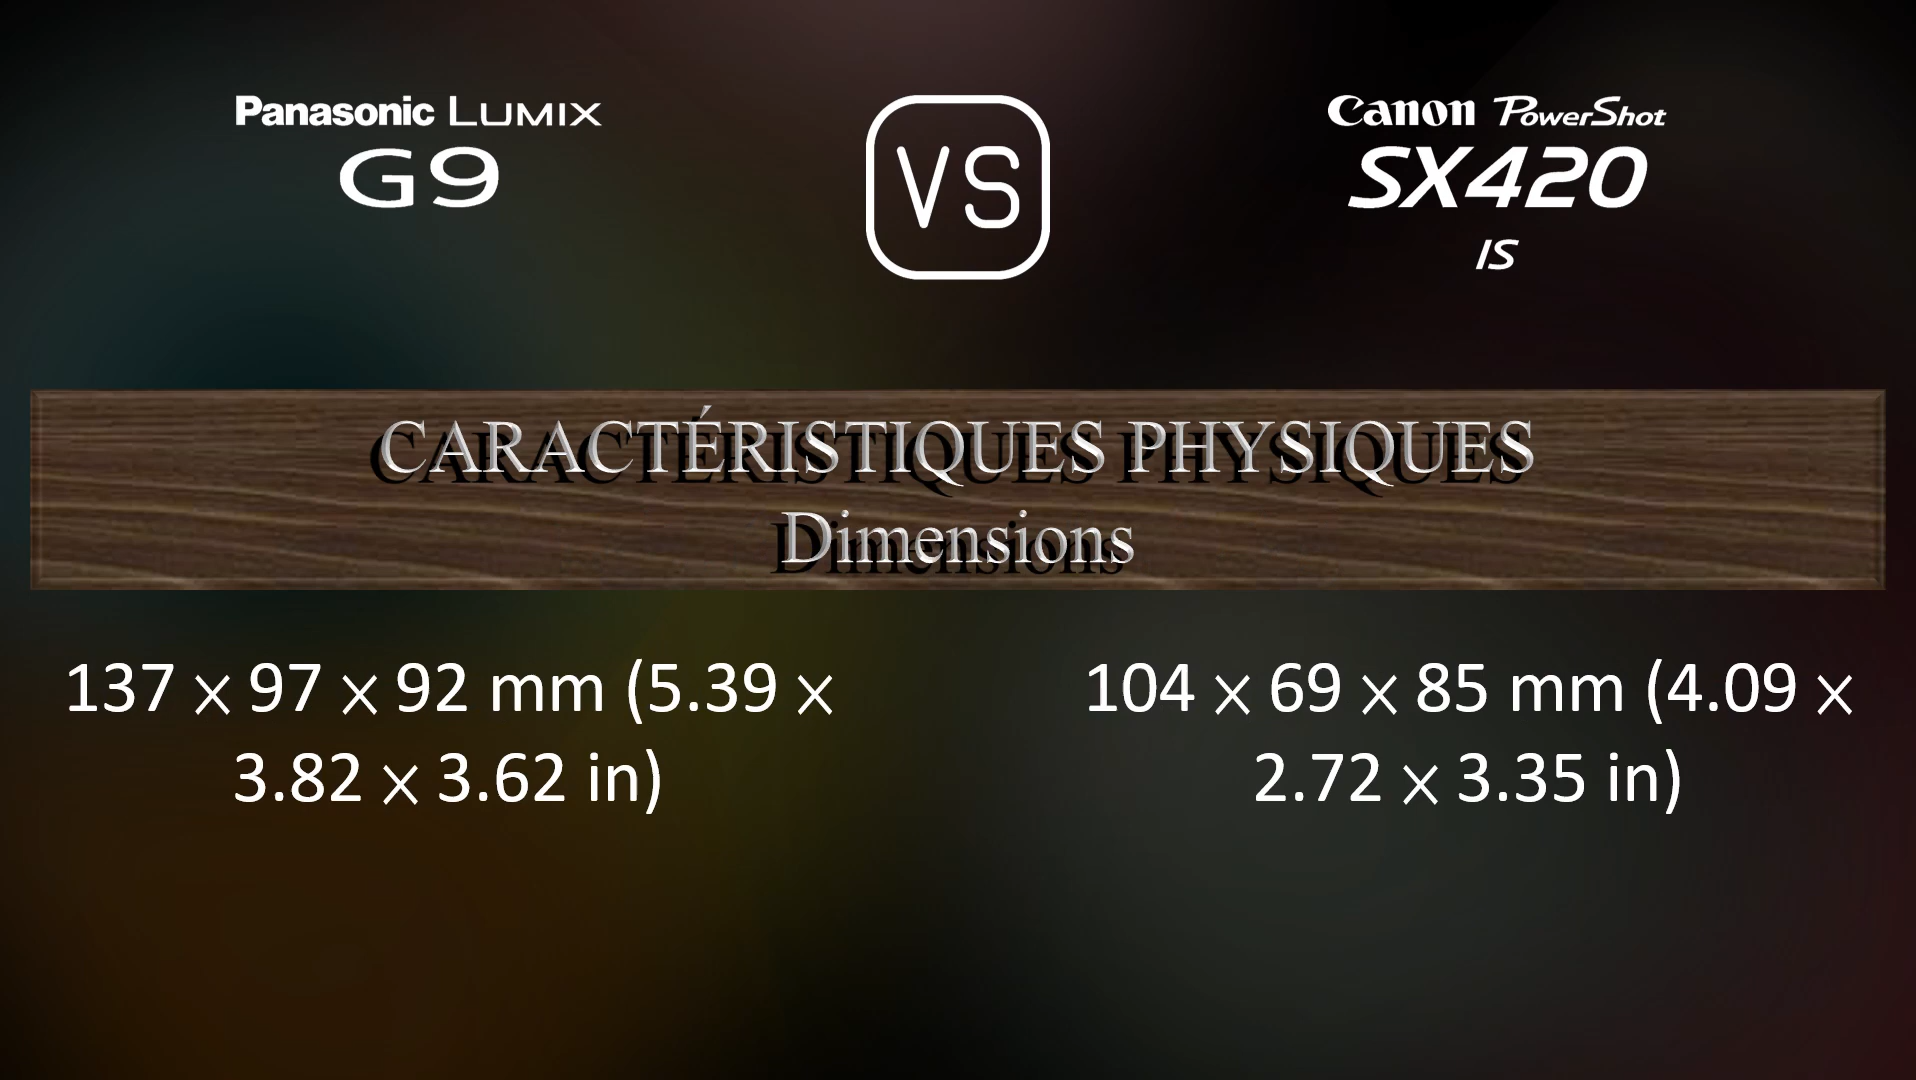 Panasonic LUMIX
G9
VS
Canon PowerShot
SX420
IS
CARACTÉRISTIQUES PHYSIQUES
Dimensions
137 x 97 x 92 mm (5.39 x
3.82 x 3.62 in)
104 x 69 x 85 mm (4.09 x
2.72 x 3.35 in)